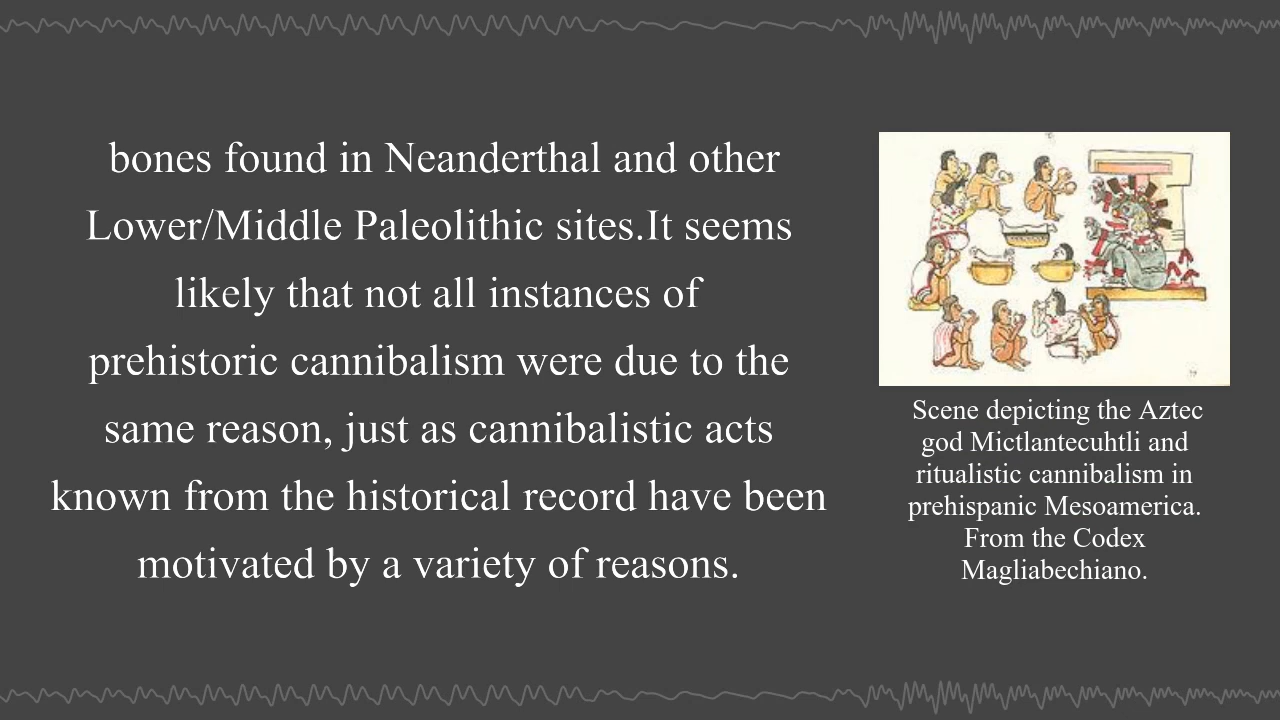 bones found in Neanderthal and other
Lower/Middle Paleolithic sites.It seems
likely that not all instances of
prehistoric cannibalism were due to the
same reason, just as cannibalistic acts
known from the historical record have been
motivated by a variety of reasons.
Scene depicting the Aztec
god Mictlantecuhtli and
ritualistic cannibalism in
prehispanic Mesoamerica.
From the Codex
Magliabechiano.